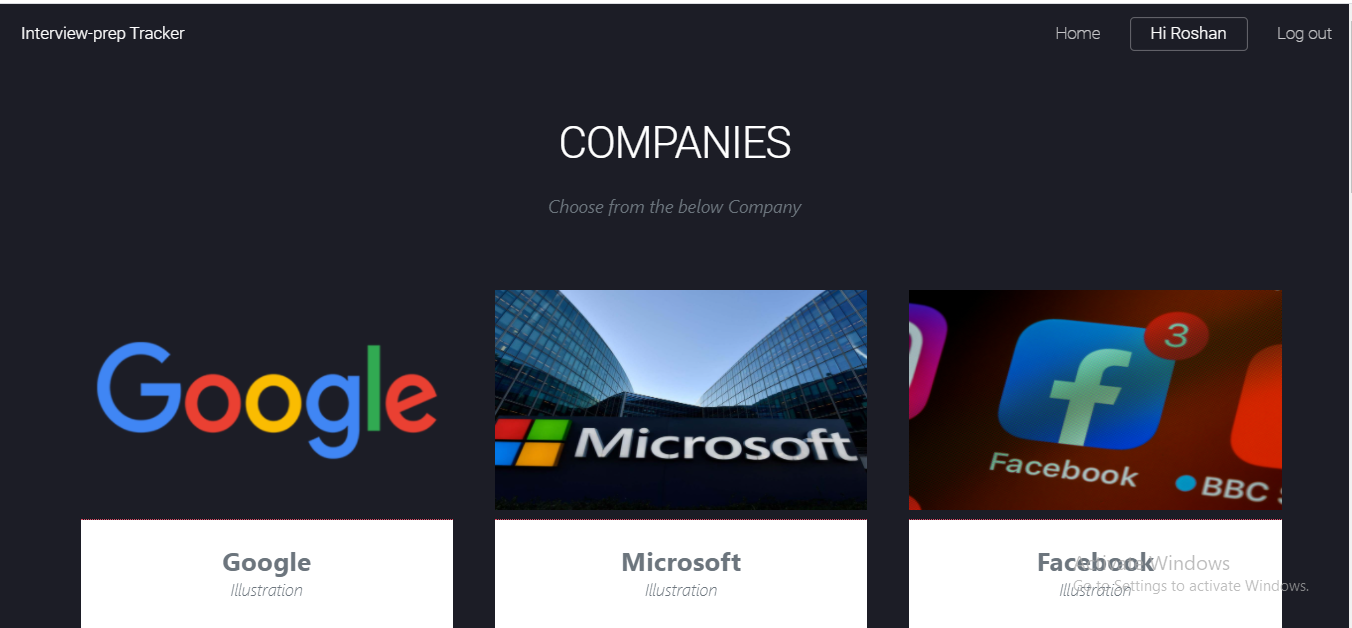 Interview-prep Tracker
Home
Hi Roshan
Log out
COMPANIES
Choose from the below Company
Google
Microsoft
3
Facebook
BBC
Google
Illustration
Microsoft
Illustration
Facebook
Illustration
Activate Windows
Go to Settings to activate Windows.